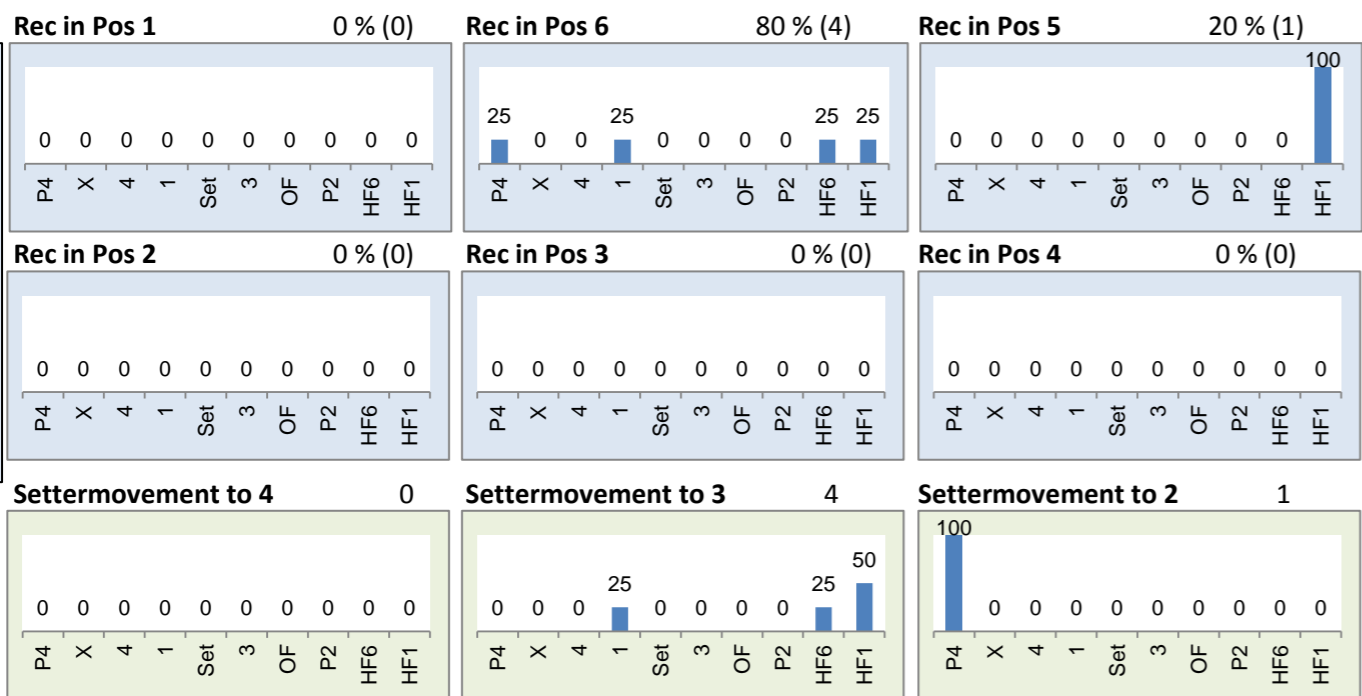 Rec in Pos 1 0 % (0) Rec in Pos 6 80 % (4) Rec in Pos 5 20 % (1)
100
25 25 25 25
0 0 0 0 0 0 0 0 0 0 0 0 0 0 0 0 0 0 0 0 0 0 0 0 0
P4 X 4 1 Set 3 OF P2 HF6 HF1 P4 X 4 1 Set 3 OF P2 HF6 HF1 P4 X 4 1 Set 3 OF P2 HF6 HF1
Rec in Pos 2 0 % (0) Rec in Pos 3 0 % (0) Rec in Pos 4 0 % (0)
0 0 0 0 0 0 0 0 0 0 0 0 0 0 0 0 0 0 0 0 0 0 0 0 0 0 0 0 0 0
P4 X 4 1 Set 3 OF P2 HF6 HF1 P4 X 4 1 Set 3 OF P2 HF6 HF1 P4 X 4 1 Set 3 OF P2 HF6 HF1
Settermovement to 4 0 Settermovement to 3 4 Settermovement to 2 1
100
50
25 25
0 0 0 0 0 0 0 0 0 0 0 0 0 0 0 0 0 0 0 0 0 0 0 0 0 0
P4 X 4 1 Set 3 OF P2 HF6 HF1 P4 X 4 1 Set 3 OF P2 HF6 HF1 P4 X 4 1 Set 3 OF P2 HF6 HF1